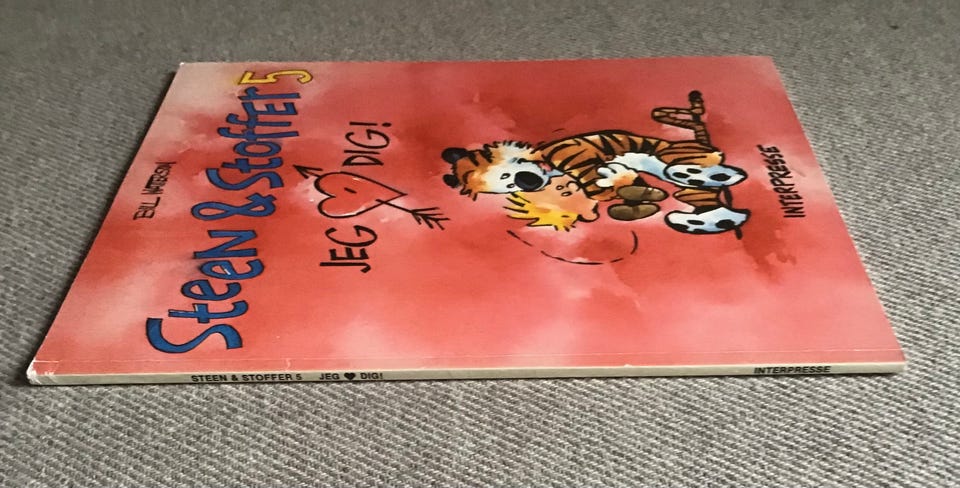 BILL WATTERSON
Steen & Stoffer 5
JEG ♥ DIG!
INTERPRESSE
STEEN & STOFFER 5 JEG ♥ DIG! INTERPRESSE